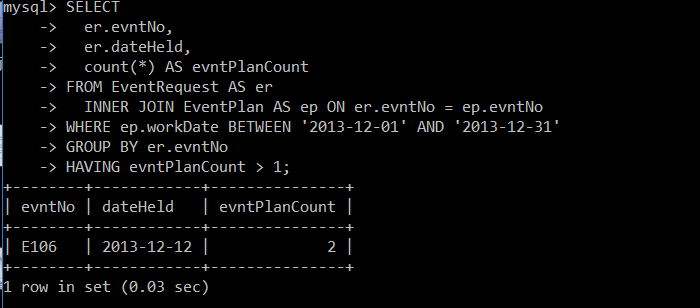 mysql> SELECT
    ->   er.evntNo,
    ->   er.dateHeld,
    ->   count(*) AS evntPlanCount
    -> FROM EventRequest AS er
    ->   INNER JOIN EventPlan AS ep ON er.evntNo = ep.evntNo
    -> WHERE ep.workDate BETWEEN '2013-12-01' AND '2013-12-31'
    -> GROUP BY er.evntNo
    -> HAVING evntPlanCount > 1;
+--------+------------+---------------+
| evntNo | dateHeld   | evntPlanCount |
+--------+------------+---------------+
| E106   | 2013-12-12 |             2 |
+--------+------------+---------------+
1 row in set (0.03 sec)